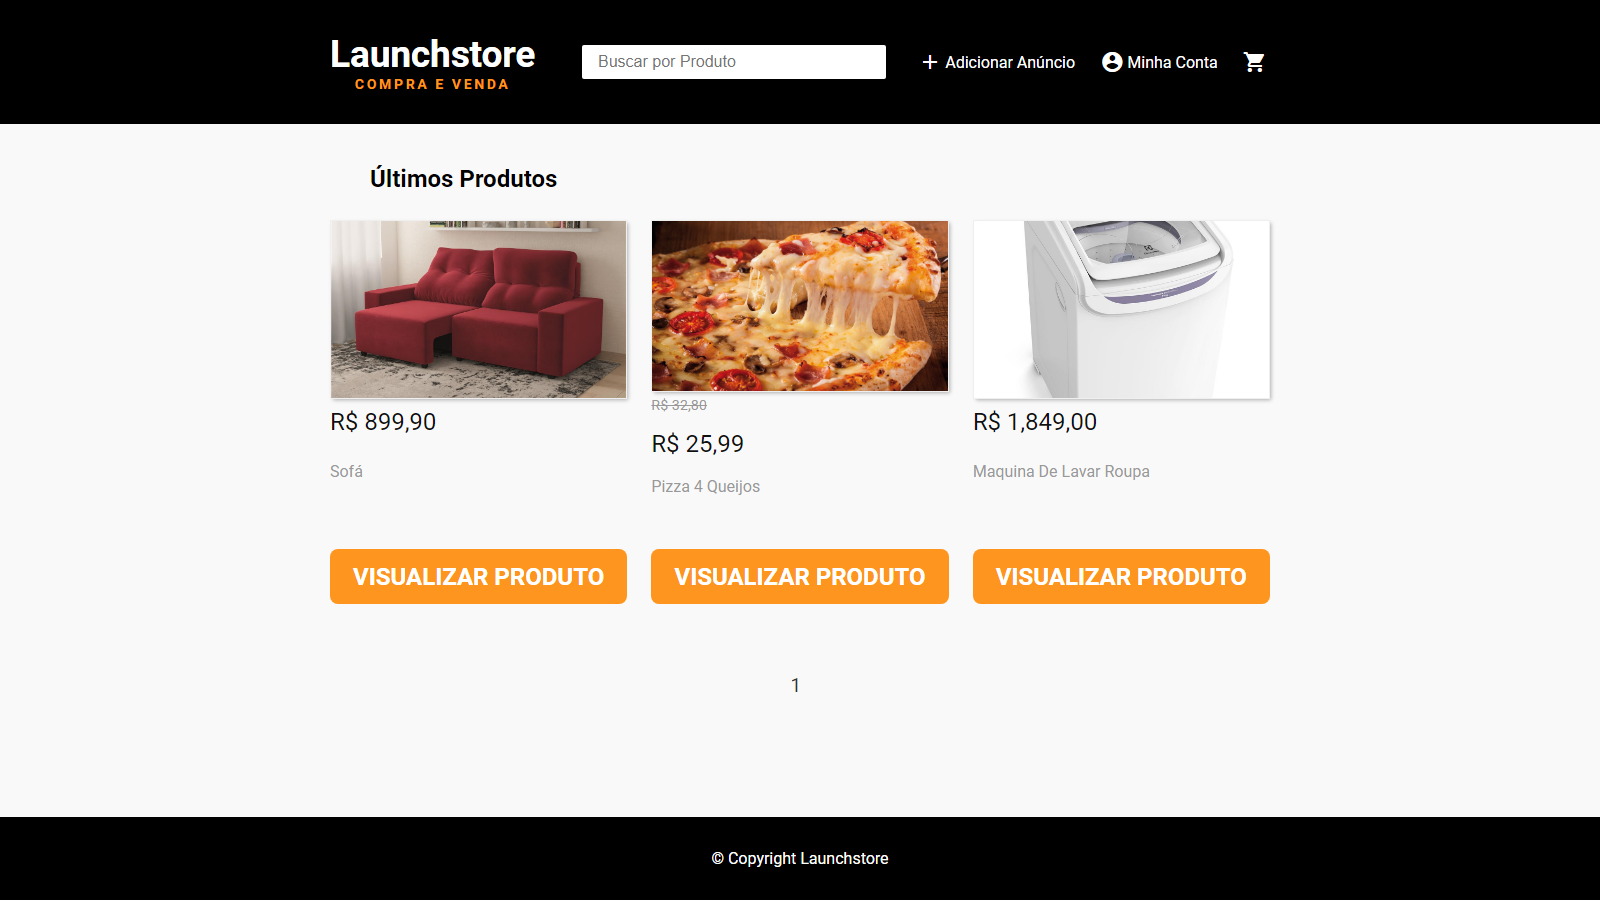 Launchstore
COMPRA E VENDA
Buscar por Produto
Adicionar Anúncio
Minha Conta
Últimos Produtos
R$ 899,90
Sofá
VISUALIZAR PRODUTO
R$ 32,80
R$ 25,99
Pizza 4 Queijos
VISUALIZAR PRODUTO
R$ 1,849,00
Maquina De Lavar Roupa
VISUALIZAR PRODUTO
1
© Copyright Launchstore